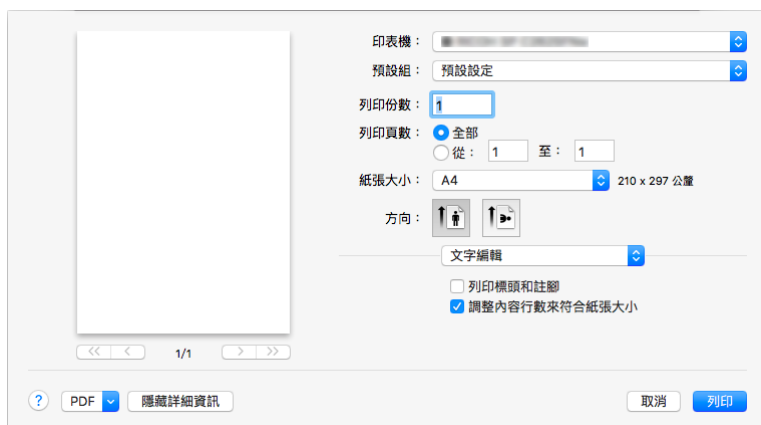 印表機：
預設組： 預設設定
列印份數： 1
列印頁數： 全部
從： 1 至： 1
紙張大小： A4 210 x 297 公釐
方向：
文字編輯
列印標頭和註腳
調整內容行數來符合紙張大小
<< < 1/1 > >>
? PDF 隱藏詳細資訊 取消 列印